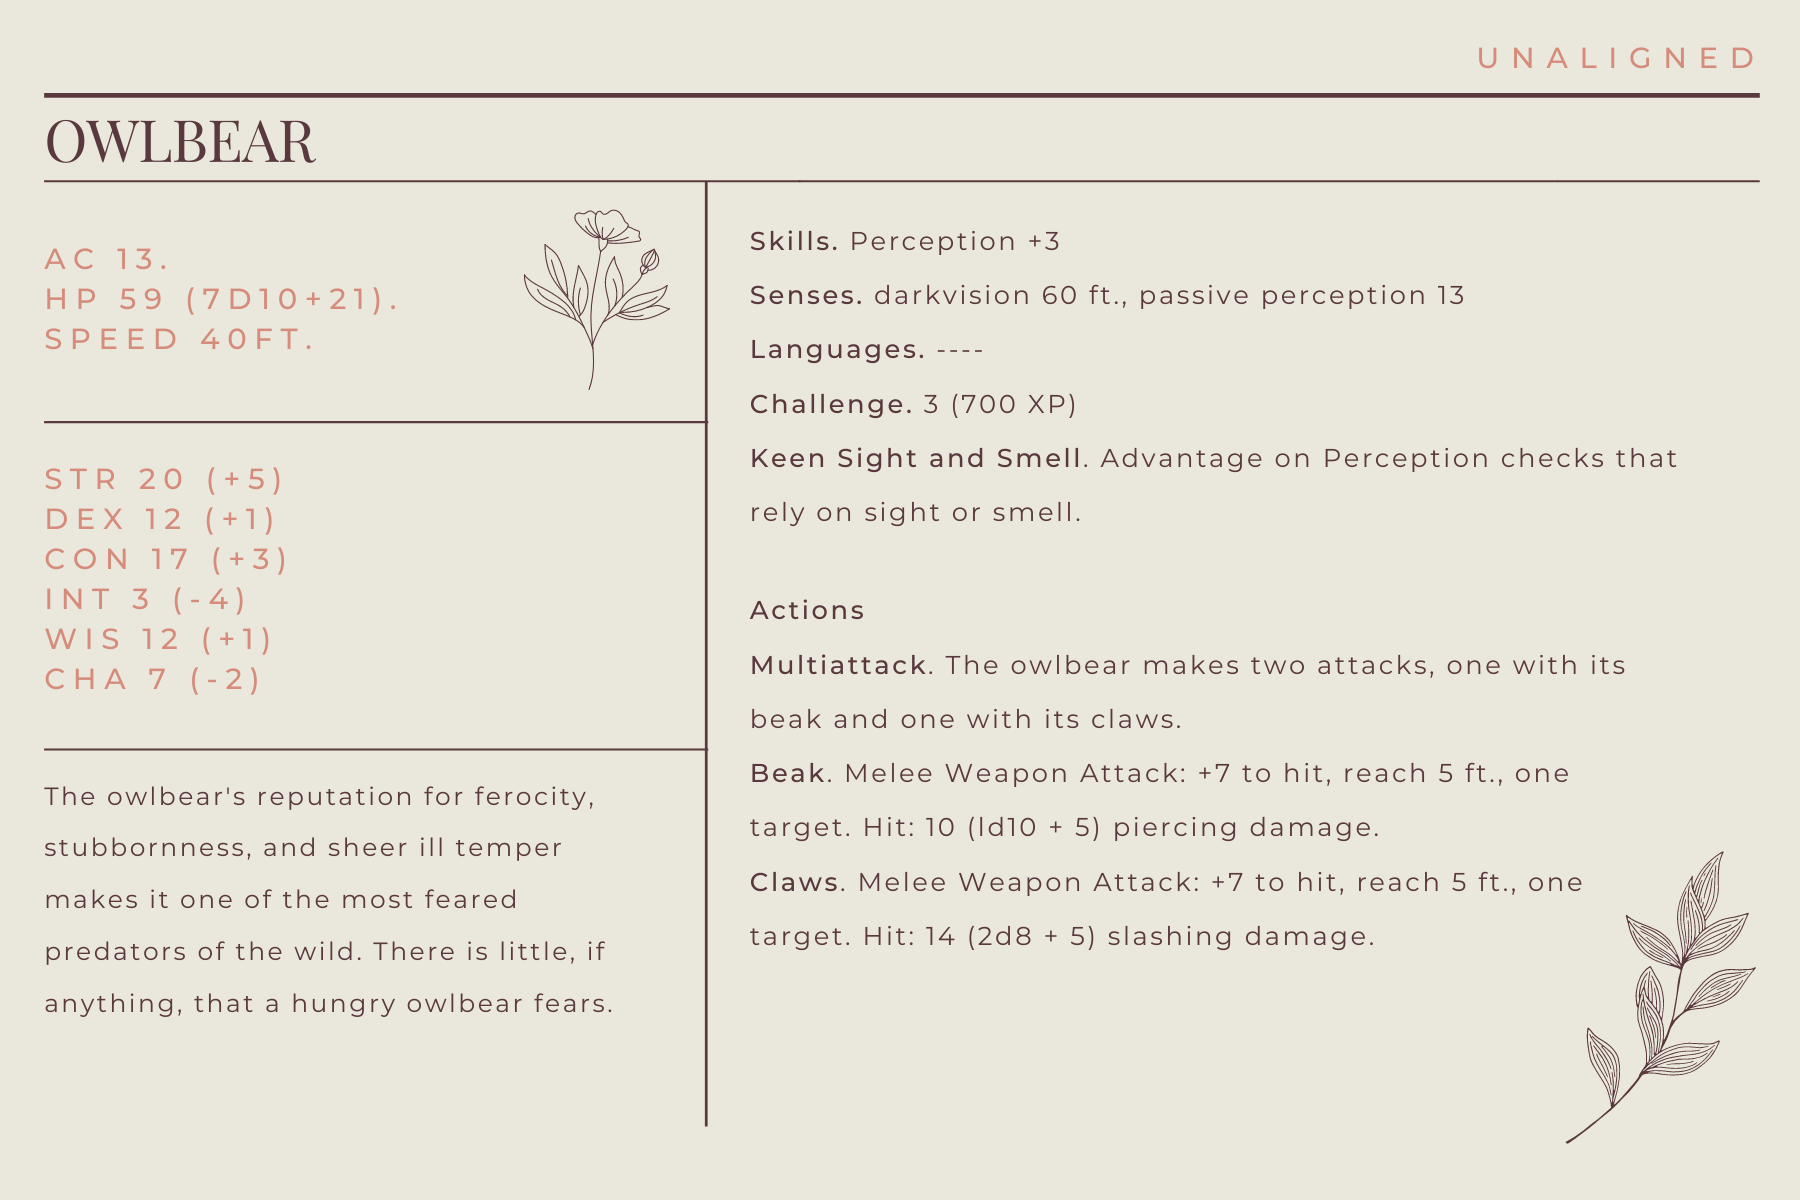 UNALIGNED
OWLBEAR
AC 13.
HP 59 (7D10+21).
SPEED 40FT.
STR 20 (+5)
DEX 12 (+1)
CON 17 (+3)
INT 3 (-4)
WIS 12 (+1)
CHA 7 (-2)
The owlbear's reputation for ferocity,
stubbornness, and sheer ill temper
makes it one of the most feared
predators of the wild. There is little, if
anything, that a hungry owlbear fears.
Skills. Perception +3
Senses. darkvision 60 ft., passive perception 13
Languages. ----
Challenge. 3 (700 XP)
Keen Sight and Smell. Advantage on Perception checks that
rely on sight or smell.
Actions
Multiattack. The owlbear makes two attacks, one with its
beak and one with its claws.
Beak. Melee Weapon Attack: +7 to hit, reach 5 ft., one
target. Hit: 10 (ld10 + 5) piercing damage.
Claws. Melee Weapon Attack: +7 to hit, reach 5 ft., one
target. Hit: 14 (2d8 + 5) slashing damage.